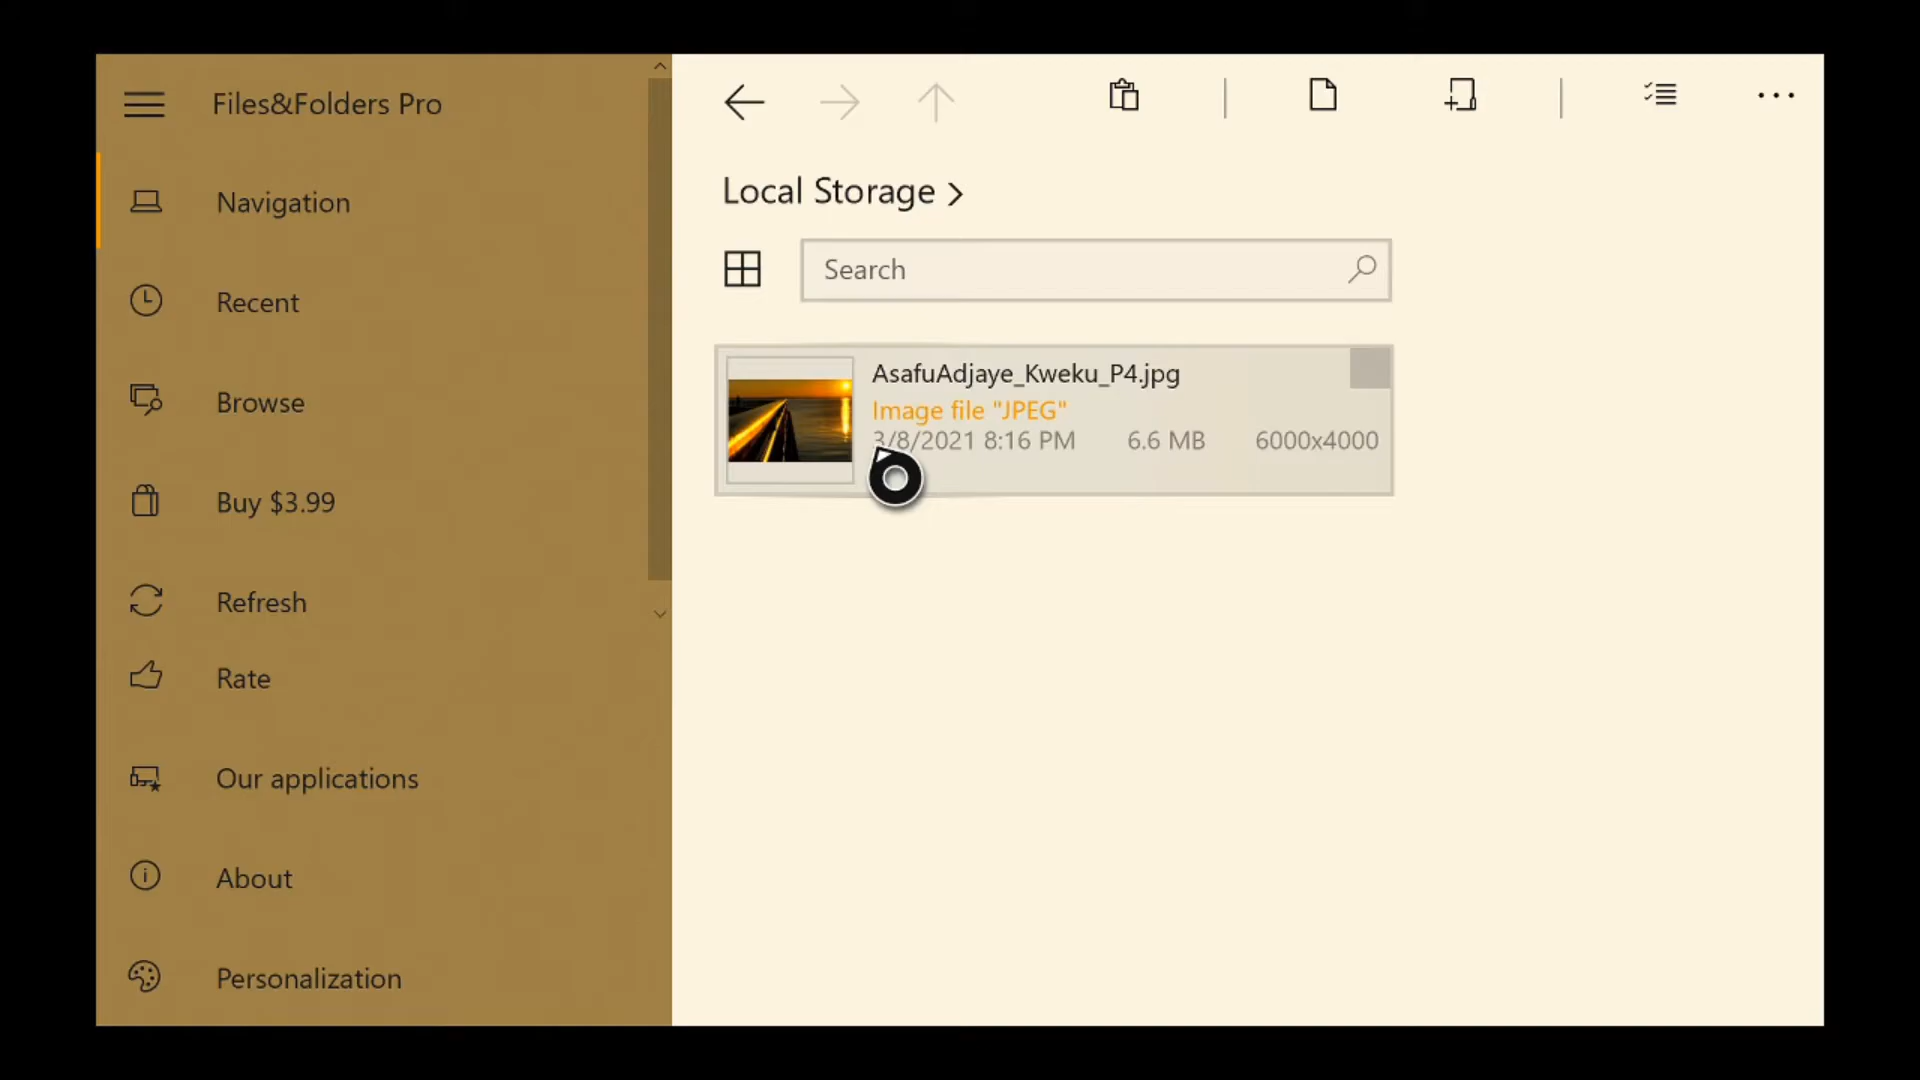 Files&Folders Pro
Navigation
Recent
Browse
Buy $3.99
Refresh
Rate
Our applications
About
Personalization
Local Storage >
Search
AsafuAdjaye_Kweku_P4.jpg
Image file "JPEG"
3/8/2021 8:16 PM 6.6 MB 6000x4000